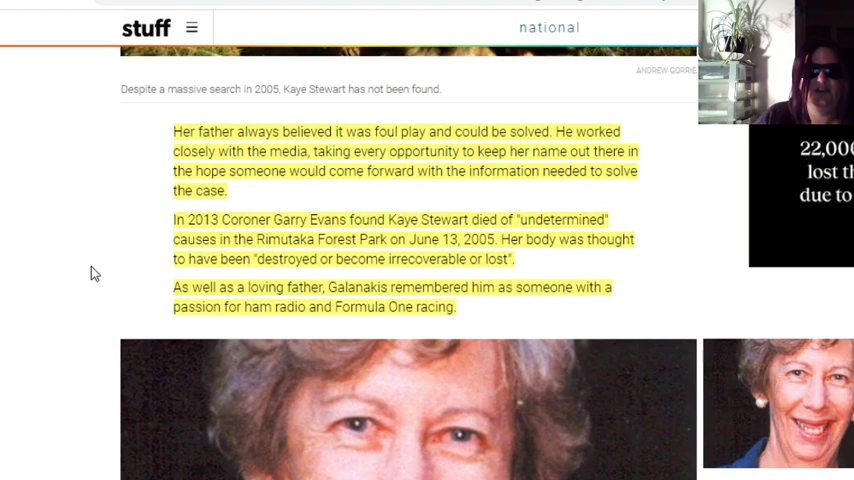 stuff
national
ANDREW GORRIE
Despite a massive search in 2005, Kaye Stewart has not been found.
Her father always believed it was foul play and could be solved. He worked
closely with the media, taking every opportunity to keep her name out there in
the hope someone would come forward with the information needed to solve
the case.
In 2013 Coroner Garry Evans found Kaye Stewart died of "undetermined"
causes in the Rimutaka Forest Park on June 13, 2005. Her body was thought
to have been "destroyed or become irrecoverable or lost".
As well as a loving father, Galanakis remembered him as someone with a
passion for ham radio and Formula One racing.
22,000
lost th
due to